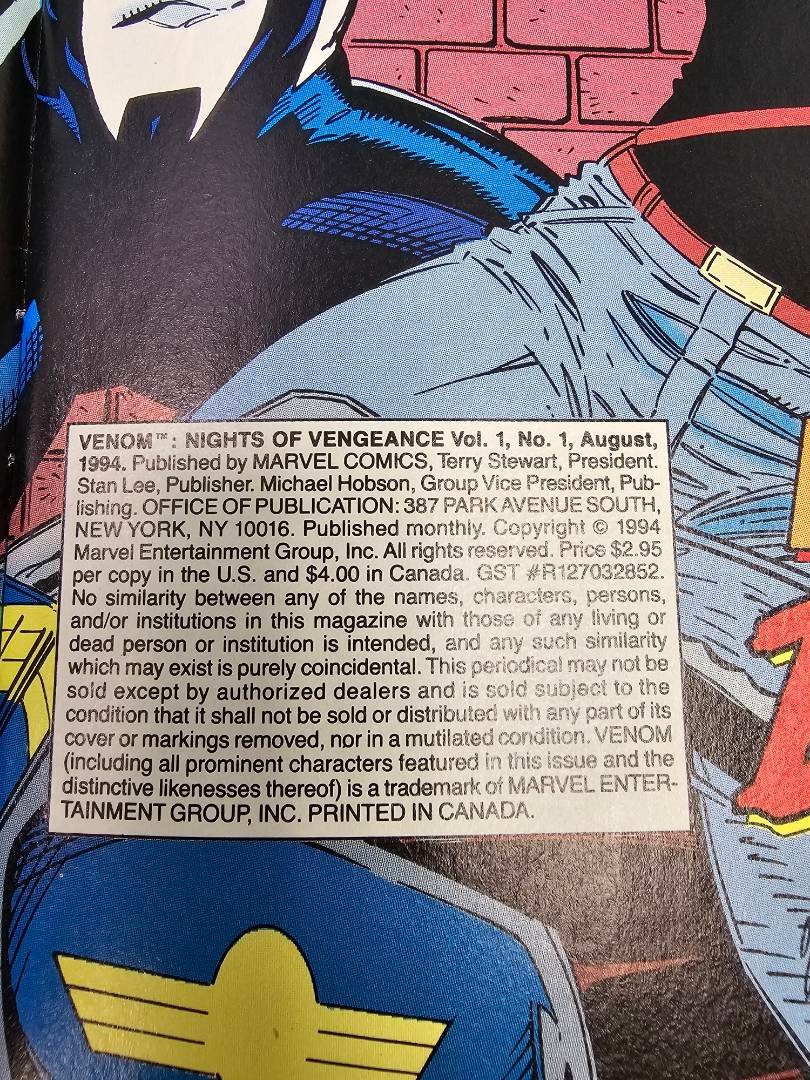 VENOM™: NIGHTS OF VENGEANCE Vol. 1, No. 1, August,
1994. Published by MARVEL COMICS, Terry Stewart, President.
Stan Lee, Publisher. Michael Hobson, Group Vice President, Pub-
lishing. OFFICE OF PUBLICATION: 387 PARK AVENUE SOUTH,
NEW YORK, NY 10016. Published monthly. Copyright © 1994
Marvel Entertainment Group, Inc. All rights reserved. Price $2.95
per copy in the U.S. and $4.00 in Canada. GST #R127032852.
No similarity between any of the names, characters, persons,
and/or institutions in this magazine with those of any living or
dead person or institution is intended, and any such similarity
which may exist is purely coincidental. This periodical may not be
sold except by authorized dealers and is sold subject to the
condition that it shall not be sold or distributed with any part of its
cover or markings removed, nor in a mutilated condition. VENOM
(including all prominent characters featured in this issue and the
distinctive likenesses thereof) is a trademark of MARVEL ENTER-
TAINMENT GROUP, INC. PRINTED IN CANADA.